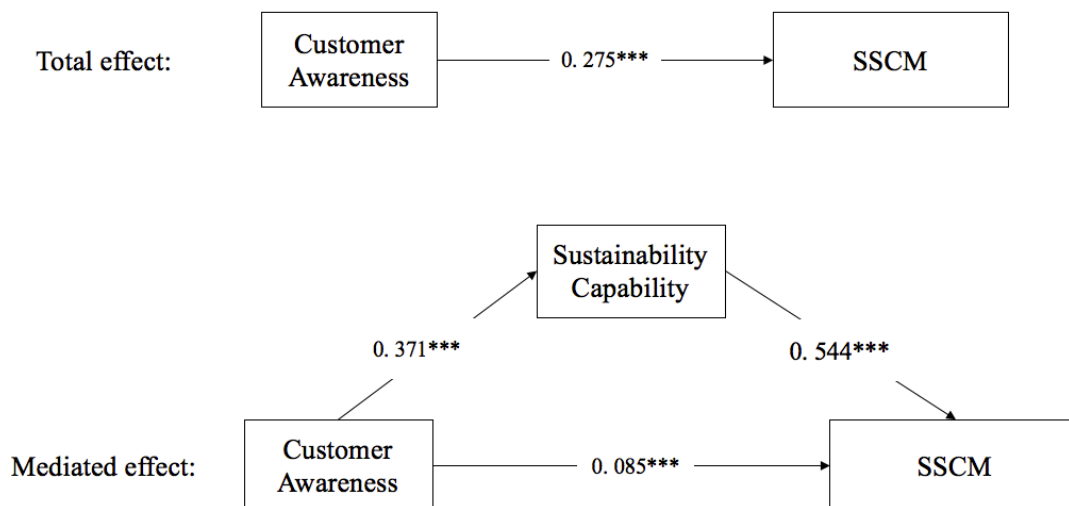 Total effect:
Customer
Awareness
0. 275***
SSCM
Sustainability
Capability
0. 371***
0. 544***
Mediated effect:
Customer
Awareness
0. 085***
SSCM